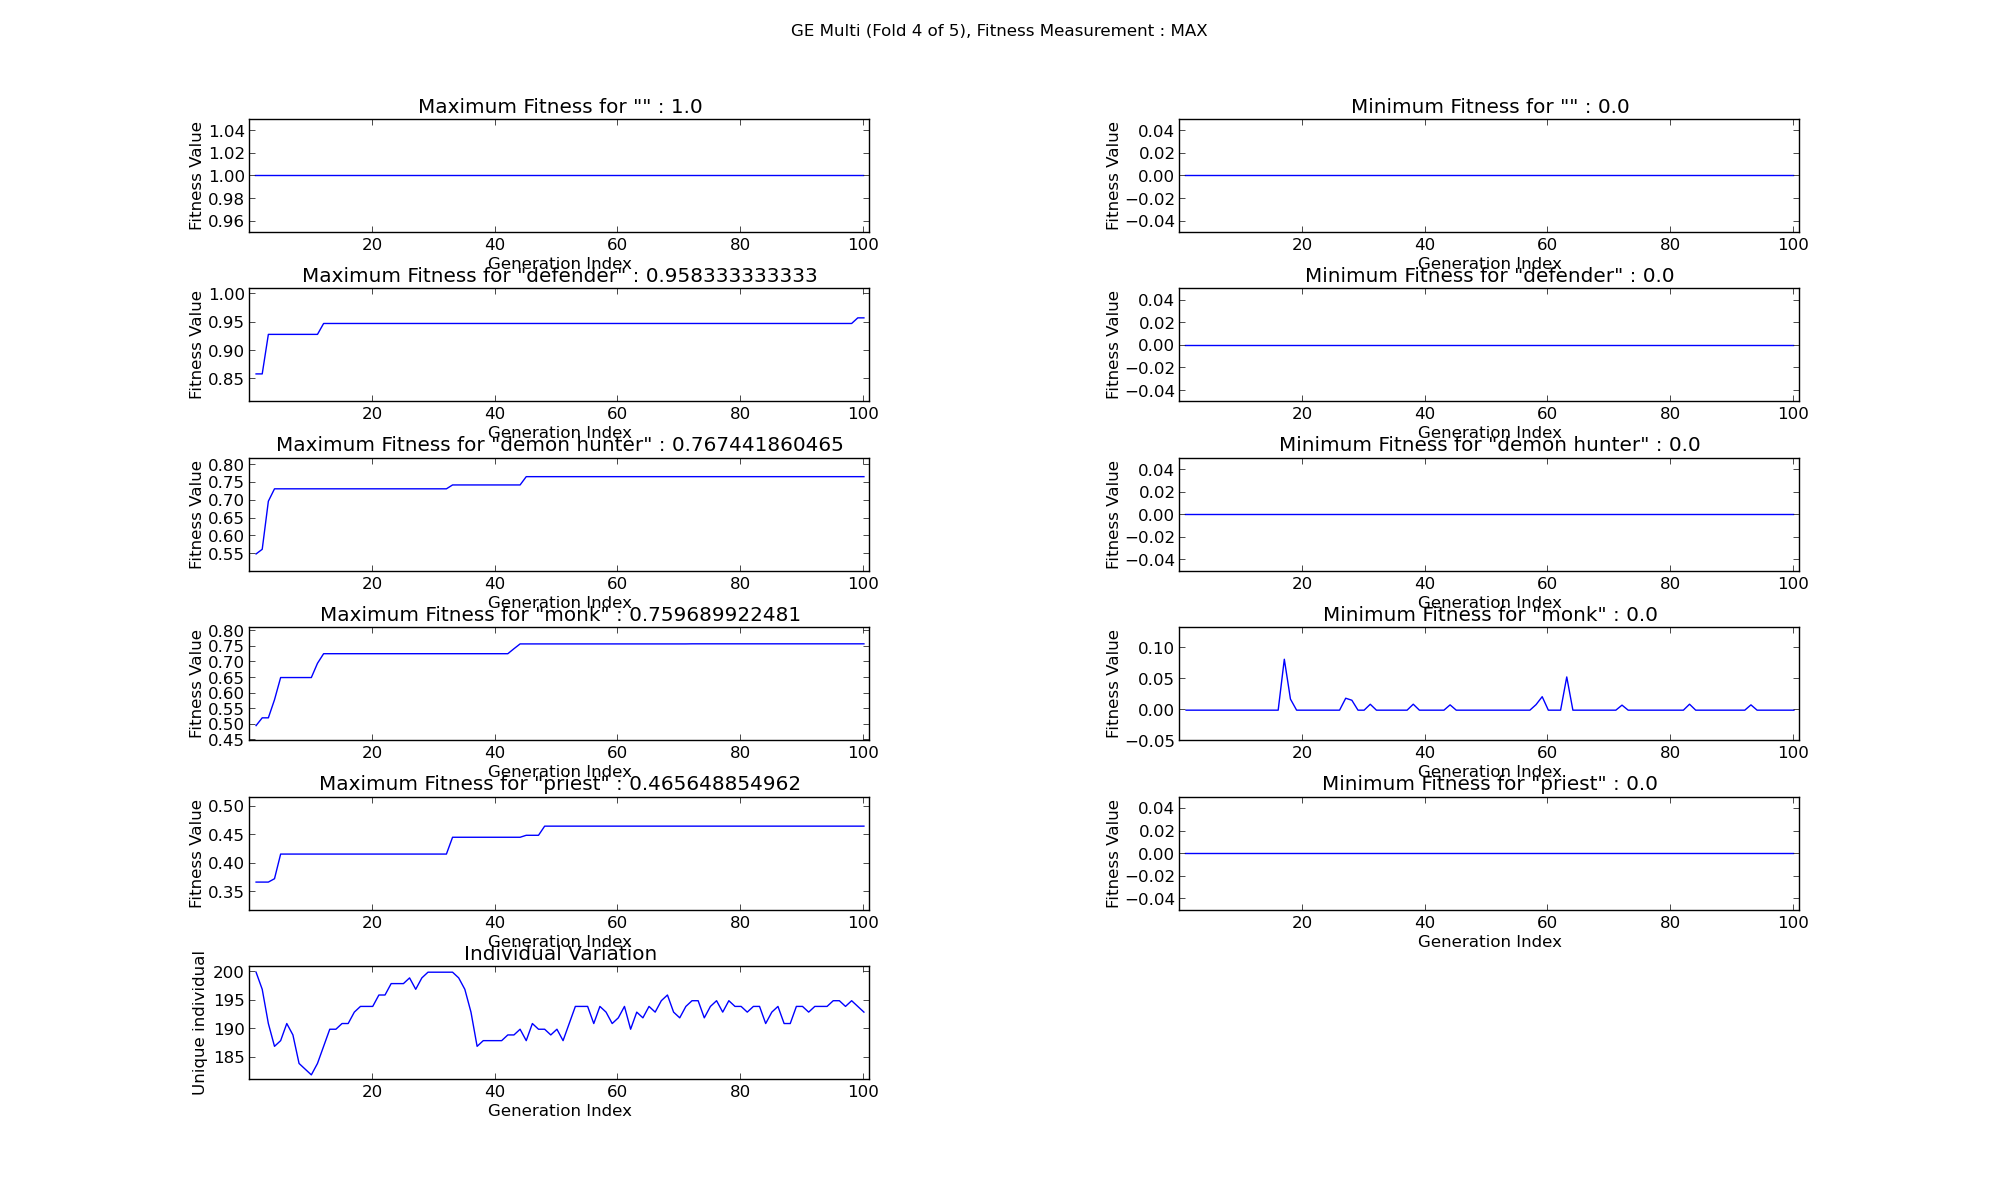 GE Multi (Fold 4 of 5), Fitness Measurement : MAX
Maximum Fitness for "" : 1.0
Fitness Value
1.04
1.02
1.00
0.98
0.96
20 40 60 80 100
Generation Index
Minimum Fitness for "" : 0.0
Fitness Value
0.04
0.02
0.00
−0.02
−0.04
20 40 60 80 100
Generation Index
Maximum Fitness for "defender" : 0.958333333333
Fitness Value
1.00
0.95
0.90
0.85
20 40 60 80 100
Generation Index
Minimum Fitness for "defender" : 0.0
Fitness Value
0.04
0.02
0.00
−0.02
−0.04
20 40 60 80 100
Generation Index
Maximum Fitness for "demon hunter" : 0.767441860465
Fitness Value
0.80
0.75
0.70
0.65
0.60
0.55
20 40 60 80 100
Generation Index
Minimum Fitness for "demon hunter" : 0.0
Fitness Value
0.04
0.02
0.00
−0.02
−0.04
20 40 60 80 100
Generation Index
Maximum Fitness for "monk" : 0.759689922481
Fitness Value
0.80
0.75
0.70
0.65
0.60
0.55
0.50
0.45
20 40 60 80 100
Generation Index
Minimum Fitness for "monk" : 0.0
Fitness Value
0.10
0.05
0.00
−0.05
20 40 60 80 100
Generation Index
Maximum Fitness for "priest" : 0.465648854962
Fitness Value
0.50
0.45
0.40
0.35
20 40 60 80 100
Generation Index
Minimum Fitness for "priest" : 0.0
Fitness Value
0.04
0.02
0.00
−0.02
−0.04
20 40 60 80 100
Generation Index
Individual Variation
Unique individual
200
195
190
185
20 40 60 80 100
Generation Index